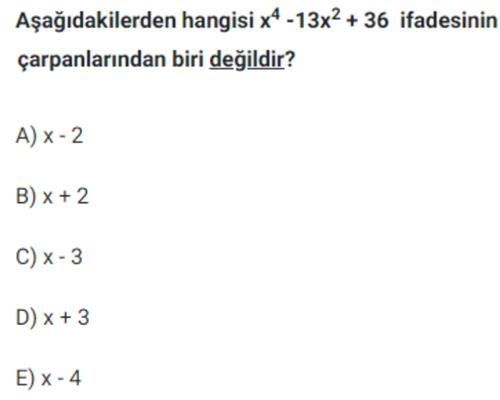 Aşağıdakilerden hangisi x⁴ -13x² + 36 ifadesinin
çarpanlarından biri değildir?
A) x - 2
B) x + 2
C) x - 3
D) x + 3
E) x - 4